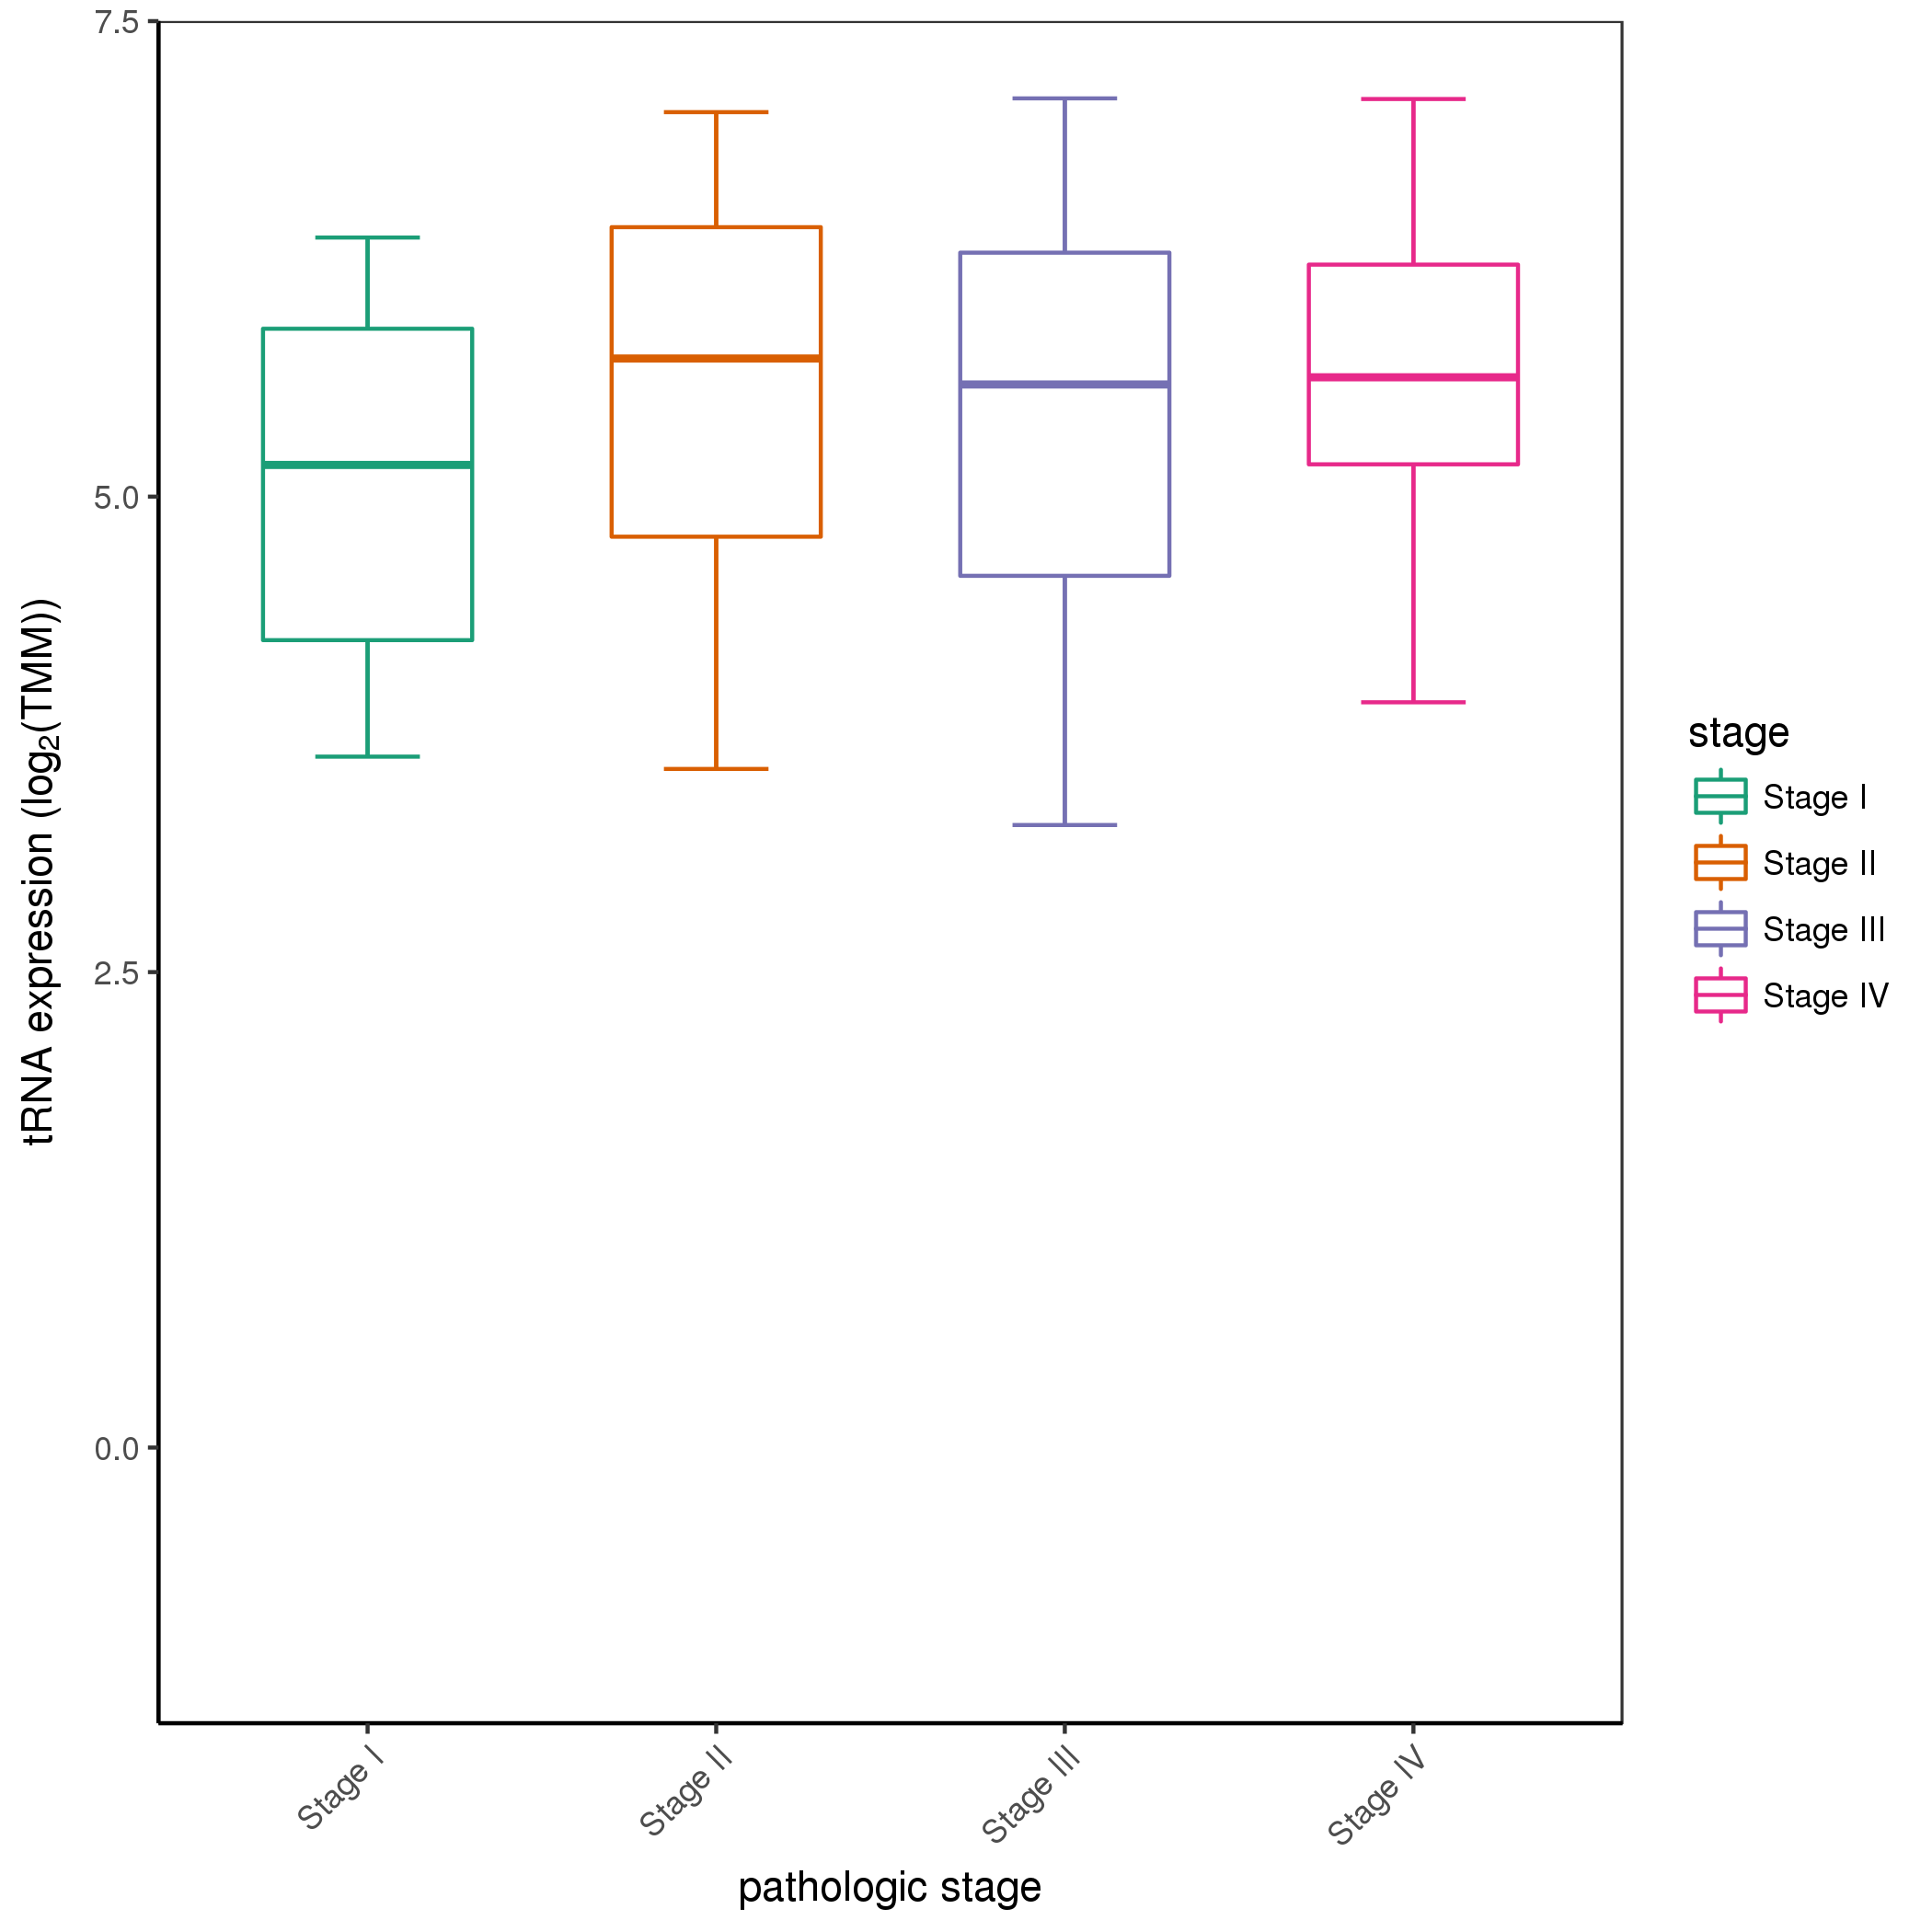 7.5
5.0
2.5
0.0
tRNA expression (log₂(TMM))
Stage I
Stage II
Stage III
Stage IV
pathologic stage
stage
Stage I
Stage II
Stage III
Stage IV